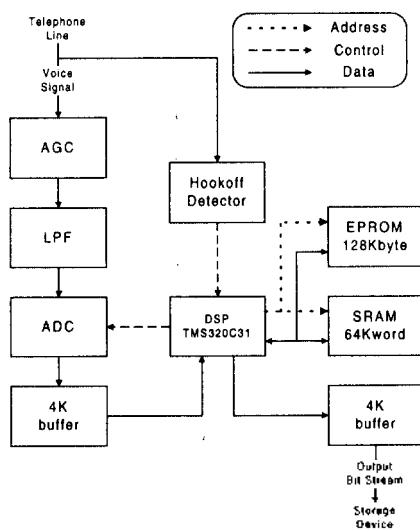 Telephone
Line
Voice
Signal
Address
Control
Data
AGC
Hookoff
Detector
LPF
EPROM
128Kbyte
ADC
DSP
TMS320C31
SRAM
64Kword
4K
buffer
4K
buffer
Output
Bit Stream
Storage
Device